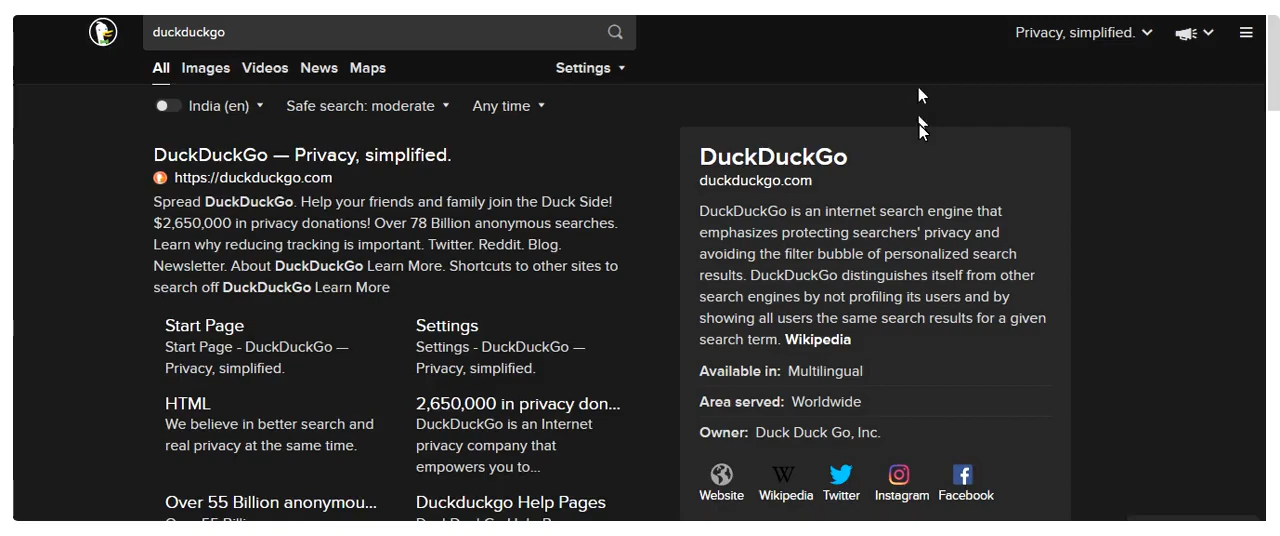 duckduckgo
Privacy, simplified.
All Images Videos News Maps Settings
India (en) Safe search: moderate Any time
DuckDuckGo — Privacy, simplified.
https://duckduckgo.com
Spread DuckDuckGo. Help your friends and family join the Duck Side!
$2,650,000 in privacy donations! Over 78 Billion anonymous searches.
Learn why reducing tracking is important. Twitter. Reddit. Blog.
Newsletter. About DuckDuckGo Learn More. Shortcuts to other sites to
search off DuckDuckGo Learn More
Start Page
Start Page - DuckDuckGo —
Privacy, simplified.
Settings
Settings - DuckDuckGo —
Privacy, simplified.
HTML
We believe in better search and
real privacy at the same time.
2,650,000 in privacy don...
DuckDuckGo is an Internet
privacy company that
empowers you to...
Over 55 Billion anonymou...
Duckduckgo Help Pages
DuckDuckGo
duckduckgo.com
DuckDuckGo is an internet search engine that
emphasizes protecting searchers' privacy and
avoiding the filter bubble of personalized search
results. DuckDuckGo distinguishes itself from other
search engines by not profiling its users and by
showing all users the same search results for a given
search term. Wikipedia
Available in: Multilingual
Area served: Worldwide
Owner: Duck Duck Go, Inc.
W
Website Wikipedia Twitter Instagram Facebook